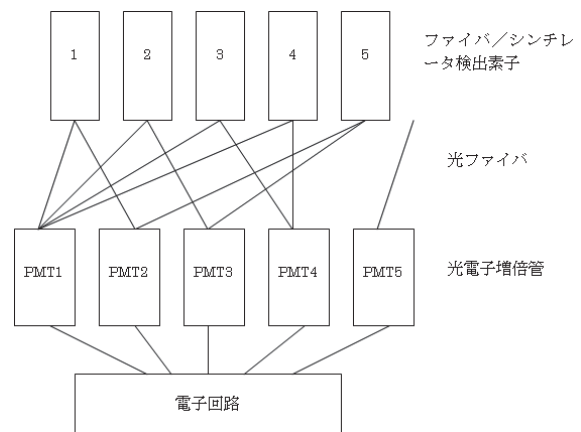 1 2 3 4 5
ファイバ／シンチレ
ータ検出素子
光ファイバ
PMT1 PMT2 PMT3 PMT4 PMT5
光電子増倍管
電子回路